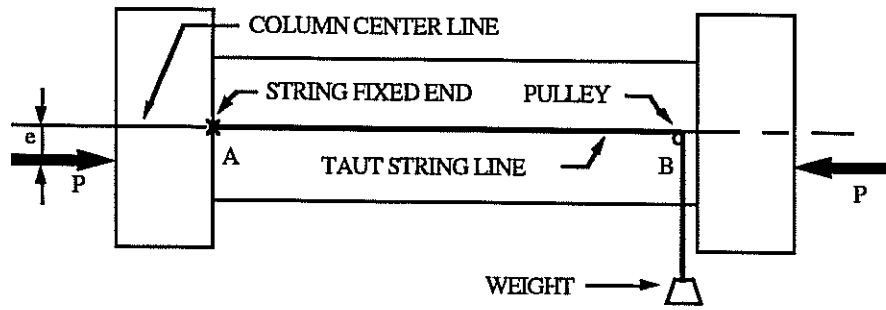 COLUMN CENTER LINE
STRING FIXED END
PULLEY
e
A
B
TAUT STRING LINE
P
P
WEIGHT